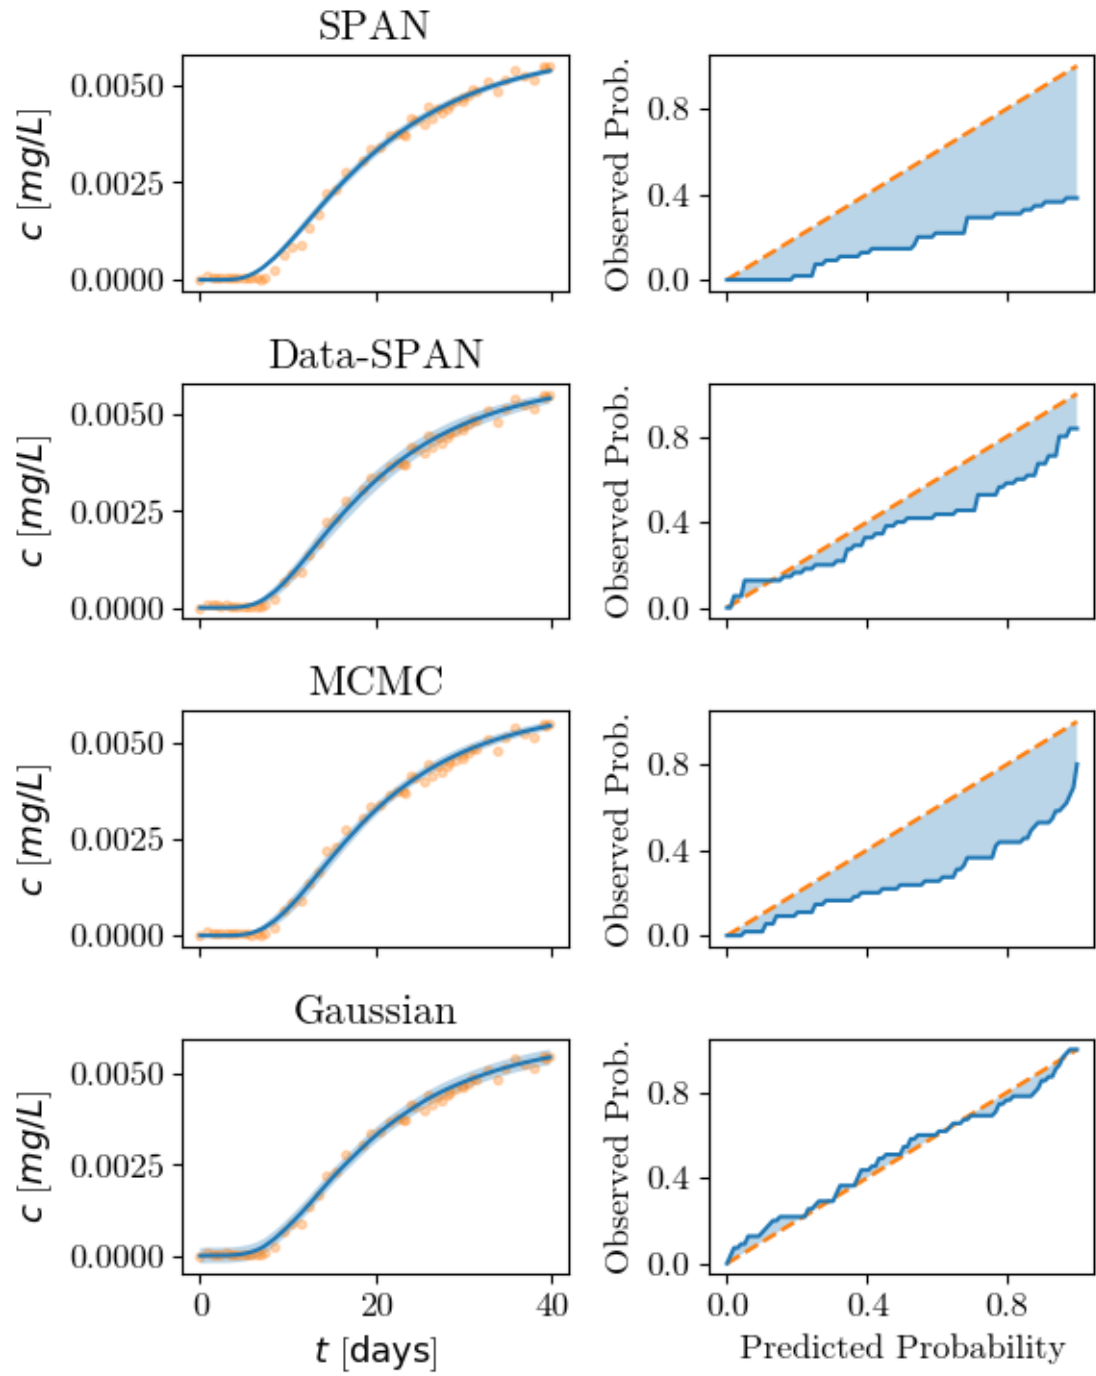 SPAN
c [mg/L]
0.0050
0.0025
0.0000
Observed Prob.
0.8
0.4
0.0
Data-SPAN
c [mg/L]
0.0050
0.0025
0.0000
Observed Prob.
0.8
0.4
0.0
MCMC
c [mg/L]
0.0050
0.0025
0.0000
Observed Prob.
0.8
0.4
0.0
Gaussian
c [mg/L]
0.0050
0.0025
0.0000
0 20 40
t [days]
Observed Prob.
0.8
0.4
0.0
0.0 0.4 0.8
Predicted Probability